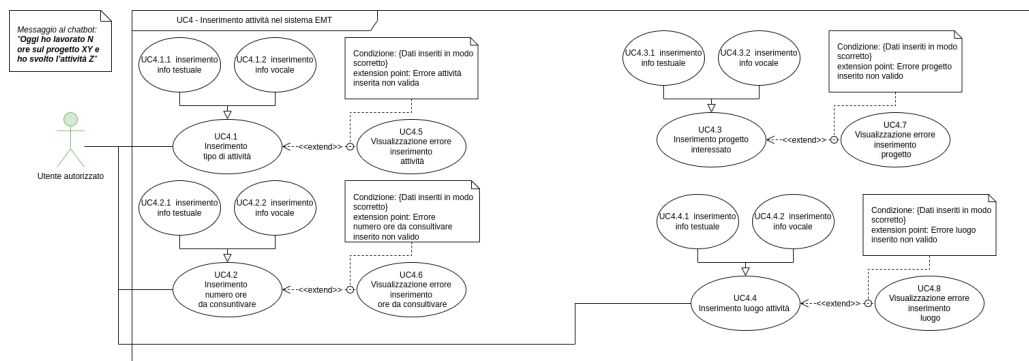 Messaggio al chatbot:
"Oggi ho lavorato N
ore sul progetto XY e
ho svolto l'attività Z"
UC4 - Inserimento attività nel sistema EMT
UC4.1.1 inserimento
info testuale
UC4.1.2 inserimento
info vocale
Condizione: {Dati inseriti in modo
scorretto}
extension point: Errore attività
inserita non valida
UC4.1
Inserimento
tipo di attività
<<extend>>
UC4.5
Visualizzazione errore
inserimento
attività
Utente autorizzato
UC4.2.1 inserimento
info testuale
UC4.2.2 inserimento
info vocale
Condizione: {Dati inseriti in modo
scorretto}
extension point: Errore
numero ore da consultivare
inserito non valido
UC4.2
Inserimento
numero ore
da consuntivare
<<extend>>
UC4.6
Visualizzazione errore
inserimento
ore da consultivare
UC4.3.1 inserimento
info testuale
UC4.3.2 inserimento
info vocale
Condizione: {Dati inseriti in modo
scorretto}
extension point: Errore progetto
inserito non valido
UC4.3
Inserimento progetto
interessato
<<extend>>
UC4.7
Visualizzazione errore
inserimento
progetto
UC4.4.1 inserimento
info testuale
UC4.4.2 inserimento
info vocale
Condizione: {Dati inseriti in modo
scorretto}
extension point: Errore luogo
inserito non valido
UC4.4
Inserimento luogo attività
<<extend>>
UC4.8
Visualizzazione errore
inserimento
luogo